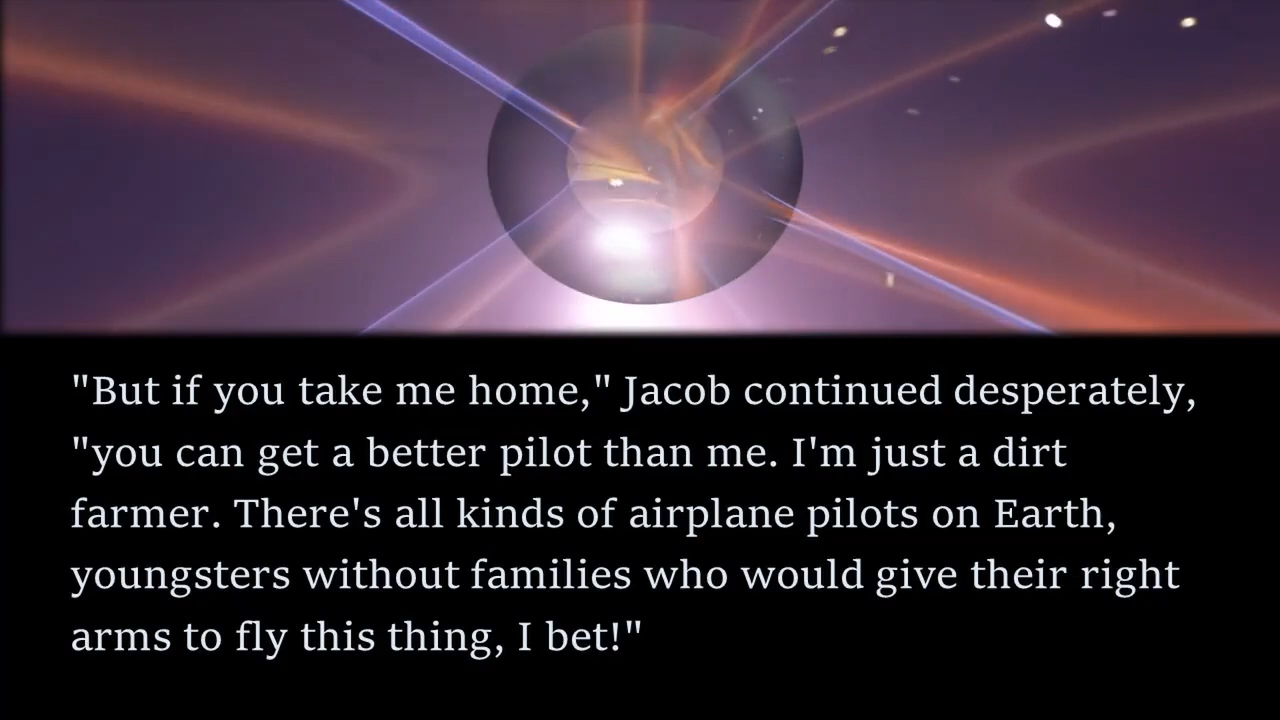 "But if you take me home," Jacob continued desperately,
"you can get a better pilot than me. I'm just a dirt
farmer. There's all kinds of airplane pilots on Earth,
youngsters without families who would give their right
arms to fly this thing, I bet!"